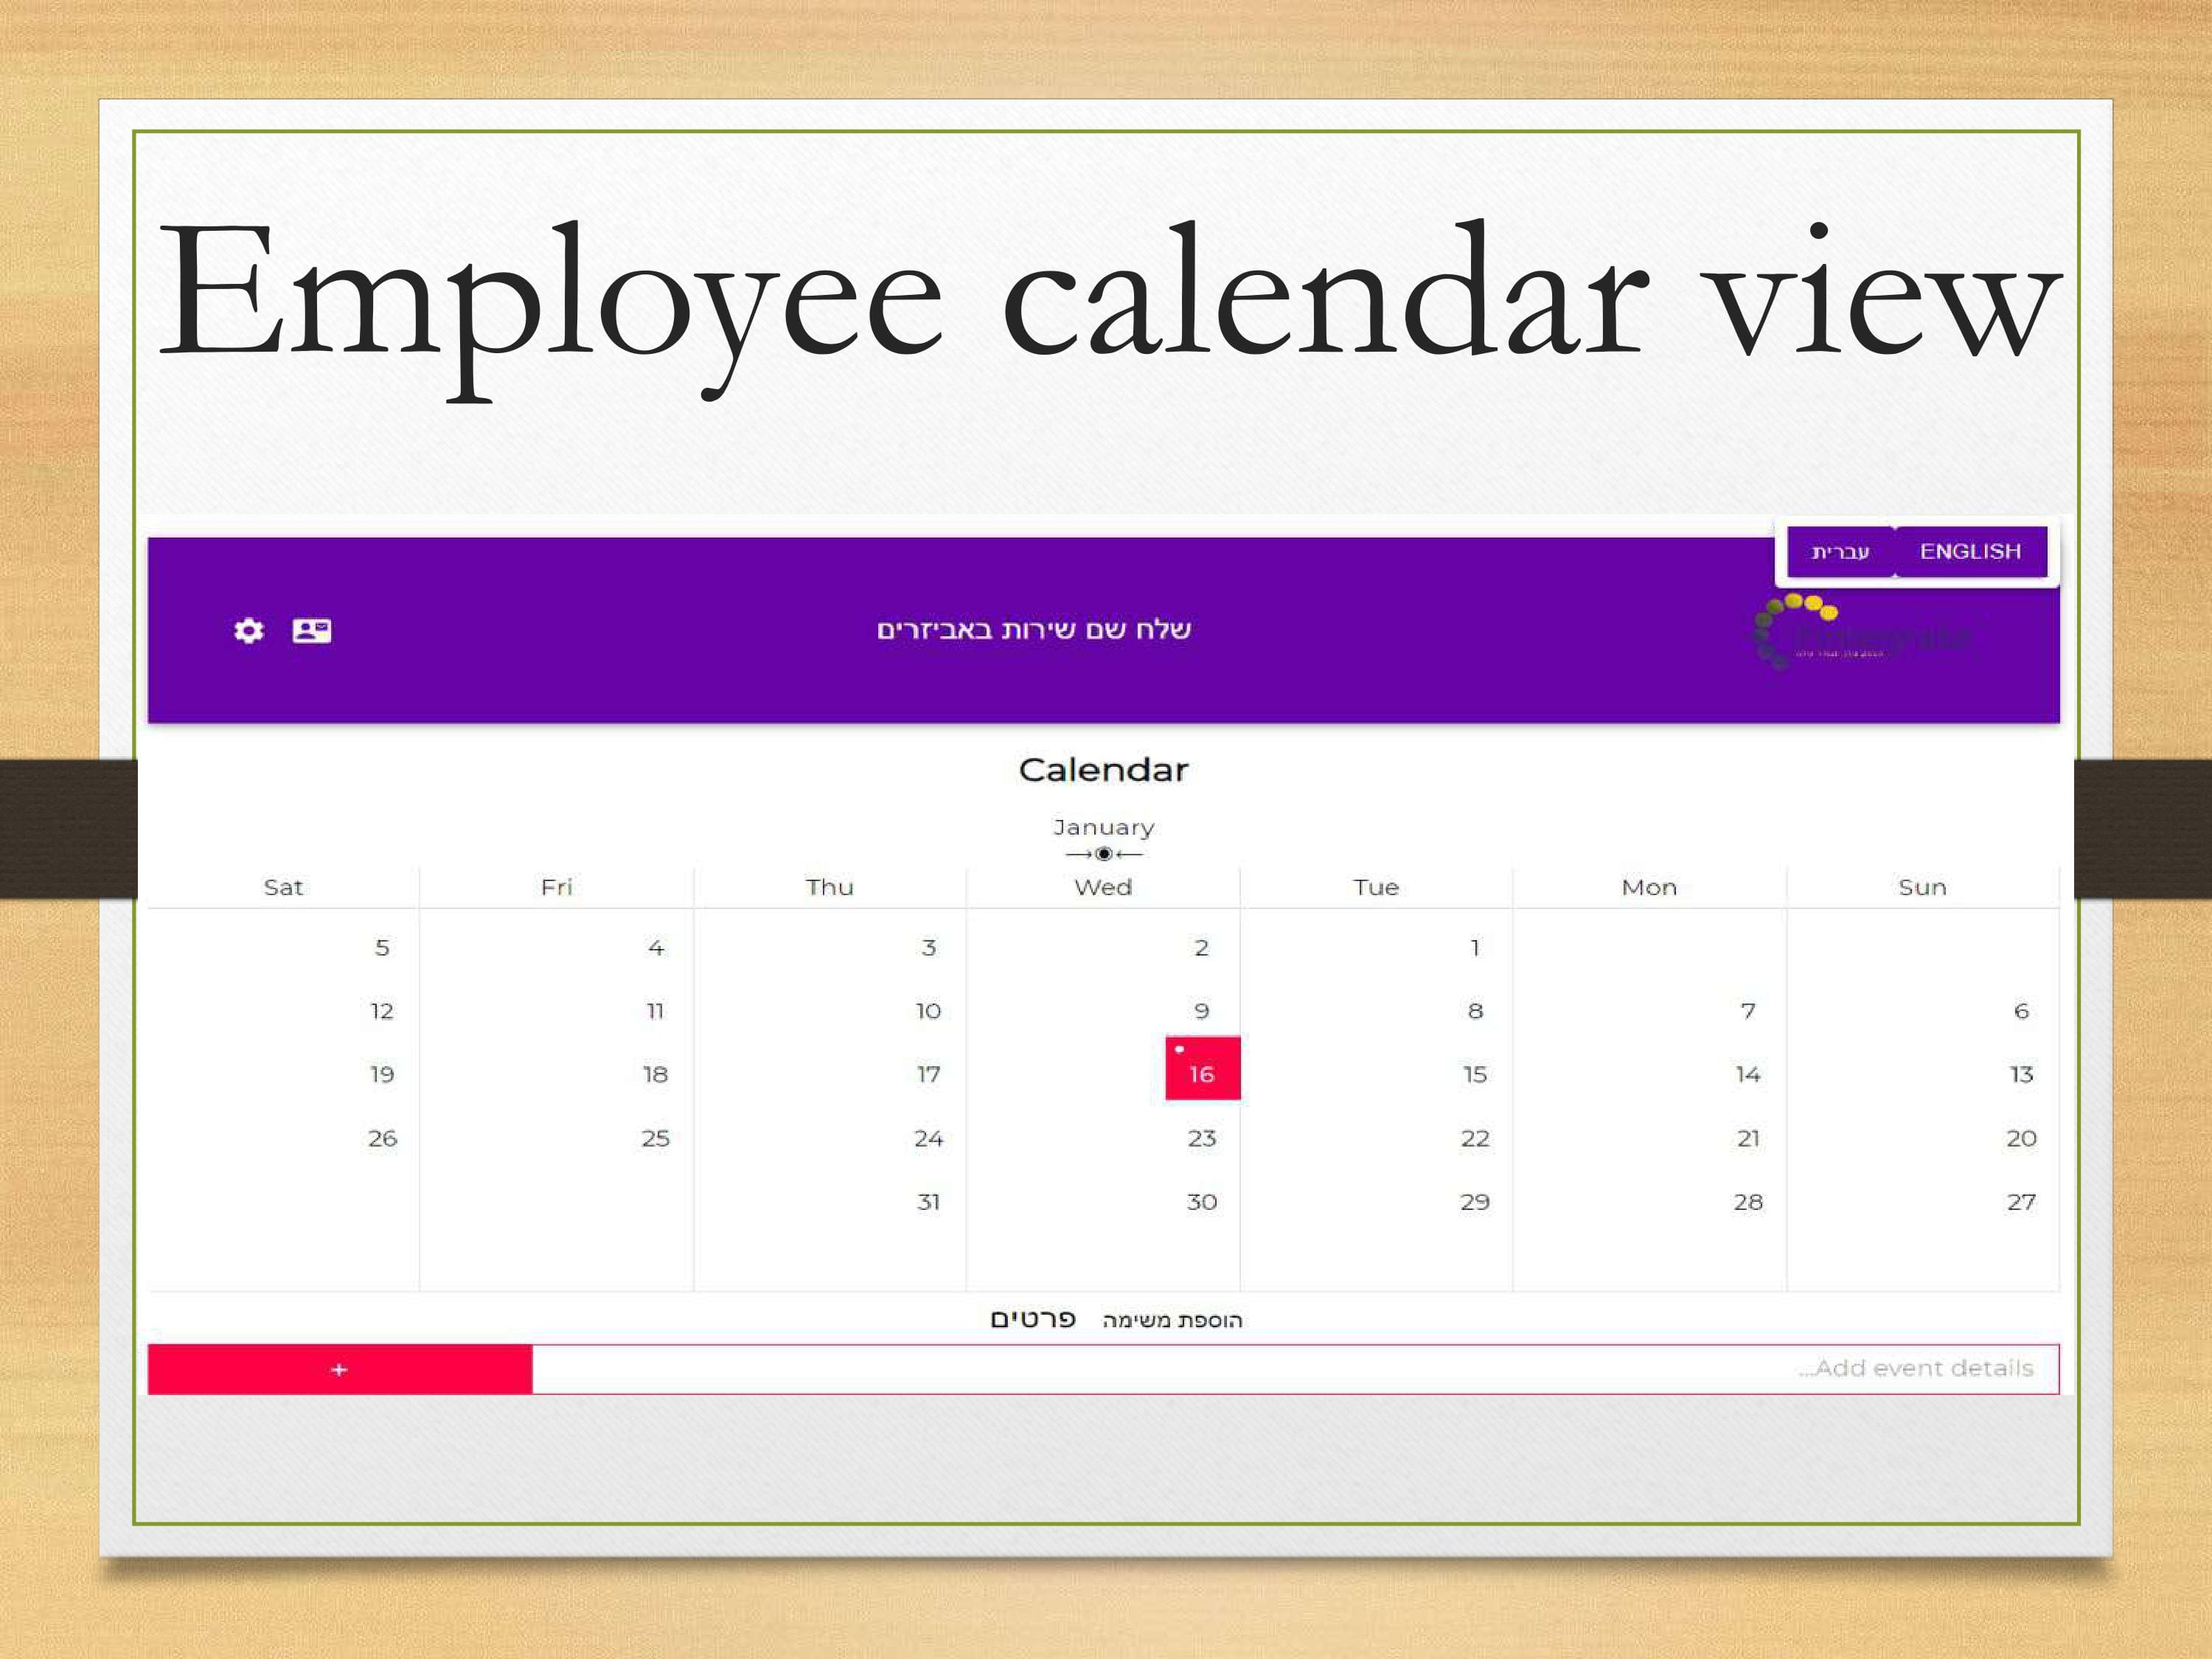 Employee calendar view
עברית ENGLISH
שלח שם שירות באביזרים
Calendar
January
Sat Fri Thu Wed Tue Mon Sun
5 4 3 2 1
12 11 10 9 8 7 6
19 18 17 16 15 14 13
26 25 24 23 22 21 20
31 30 29 28 27
הוספת משימה פרטים
+ ...Add event details